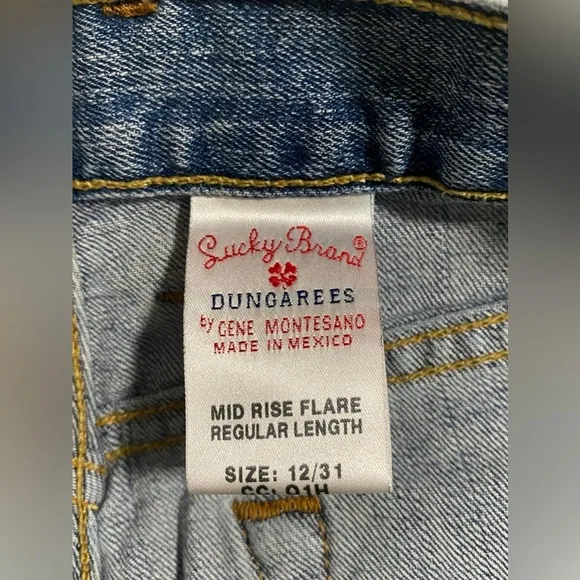 Lucky Brand®
DUNGAREES
by GENE MONTESANO
MADE IN MEXICO
MID RISE FLARE
REGULAR LENGTH
SIZE: 12/31